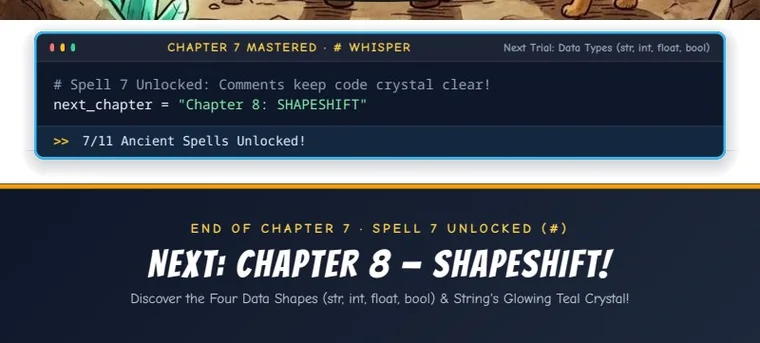 CHAPTER 7 MASTERED · # WHISPER
Next Trial: Data Types (str, int, float, bool)
# Spell 7 Unlocked: Comments keep code crystal clear!
next_chapter = "Chapter 8: SHAPESHIFT"
>> 7/11 Ancient Spells Unlocked!
END OF CHAPTER 7 · SPELL 7 UNLOCKED (#)
NEXT: CHAPTER 8 – SHAPESHIFT!
Discover the Four Data Shapes (str, int, float, bool) & String's Glowing Teal Crystal!